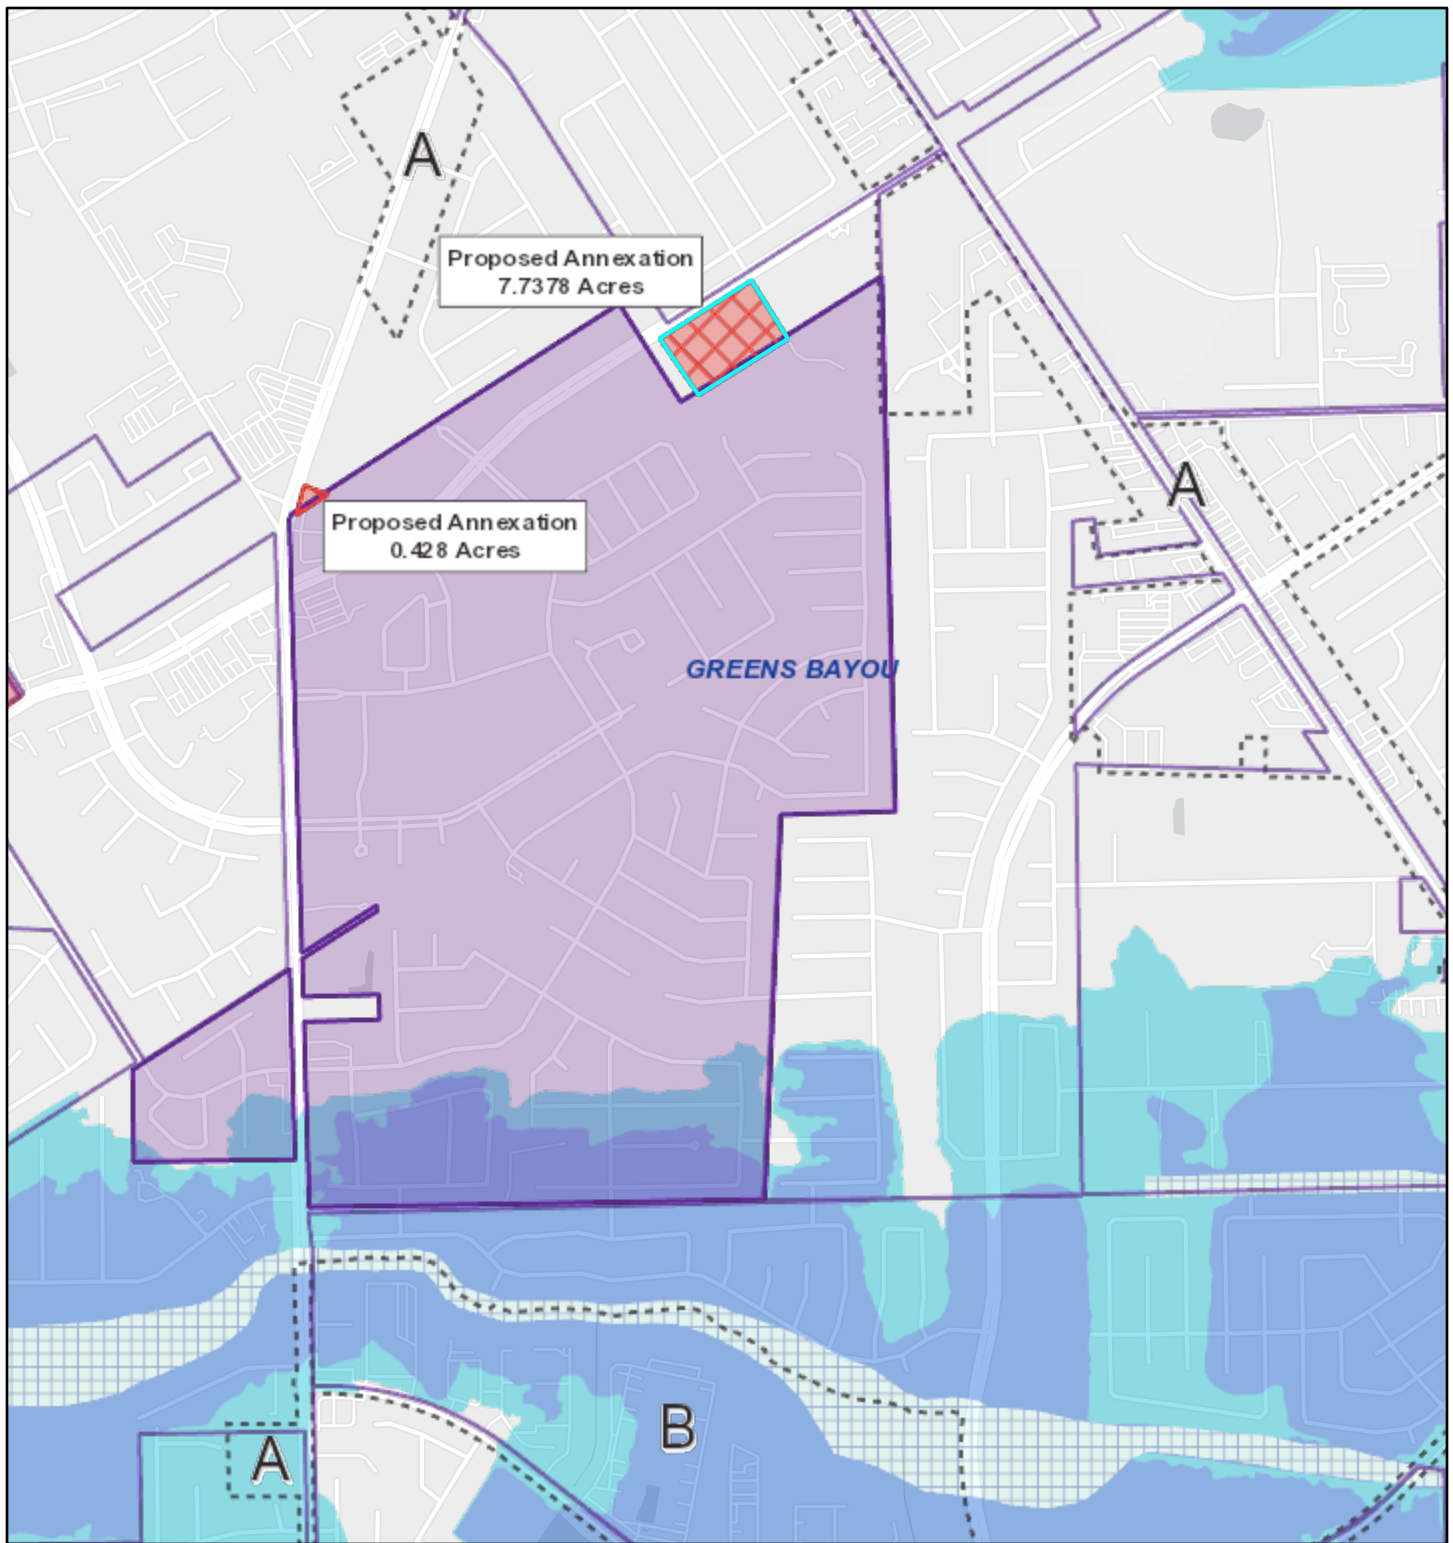 A
Proposed Annexation
7.7378 Acres
A
Proposed Annexation
0.428 Acres
GREENS BAYOU
B
A